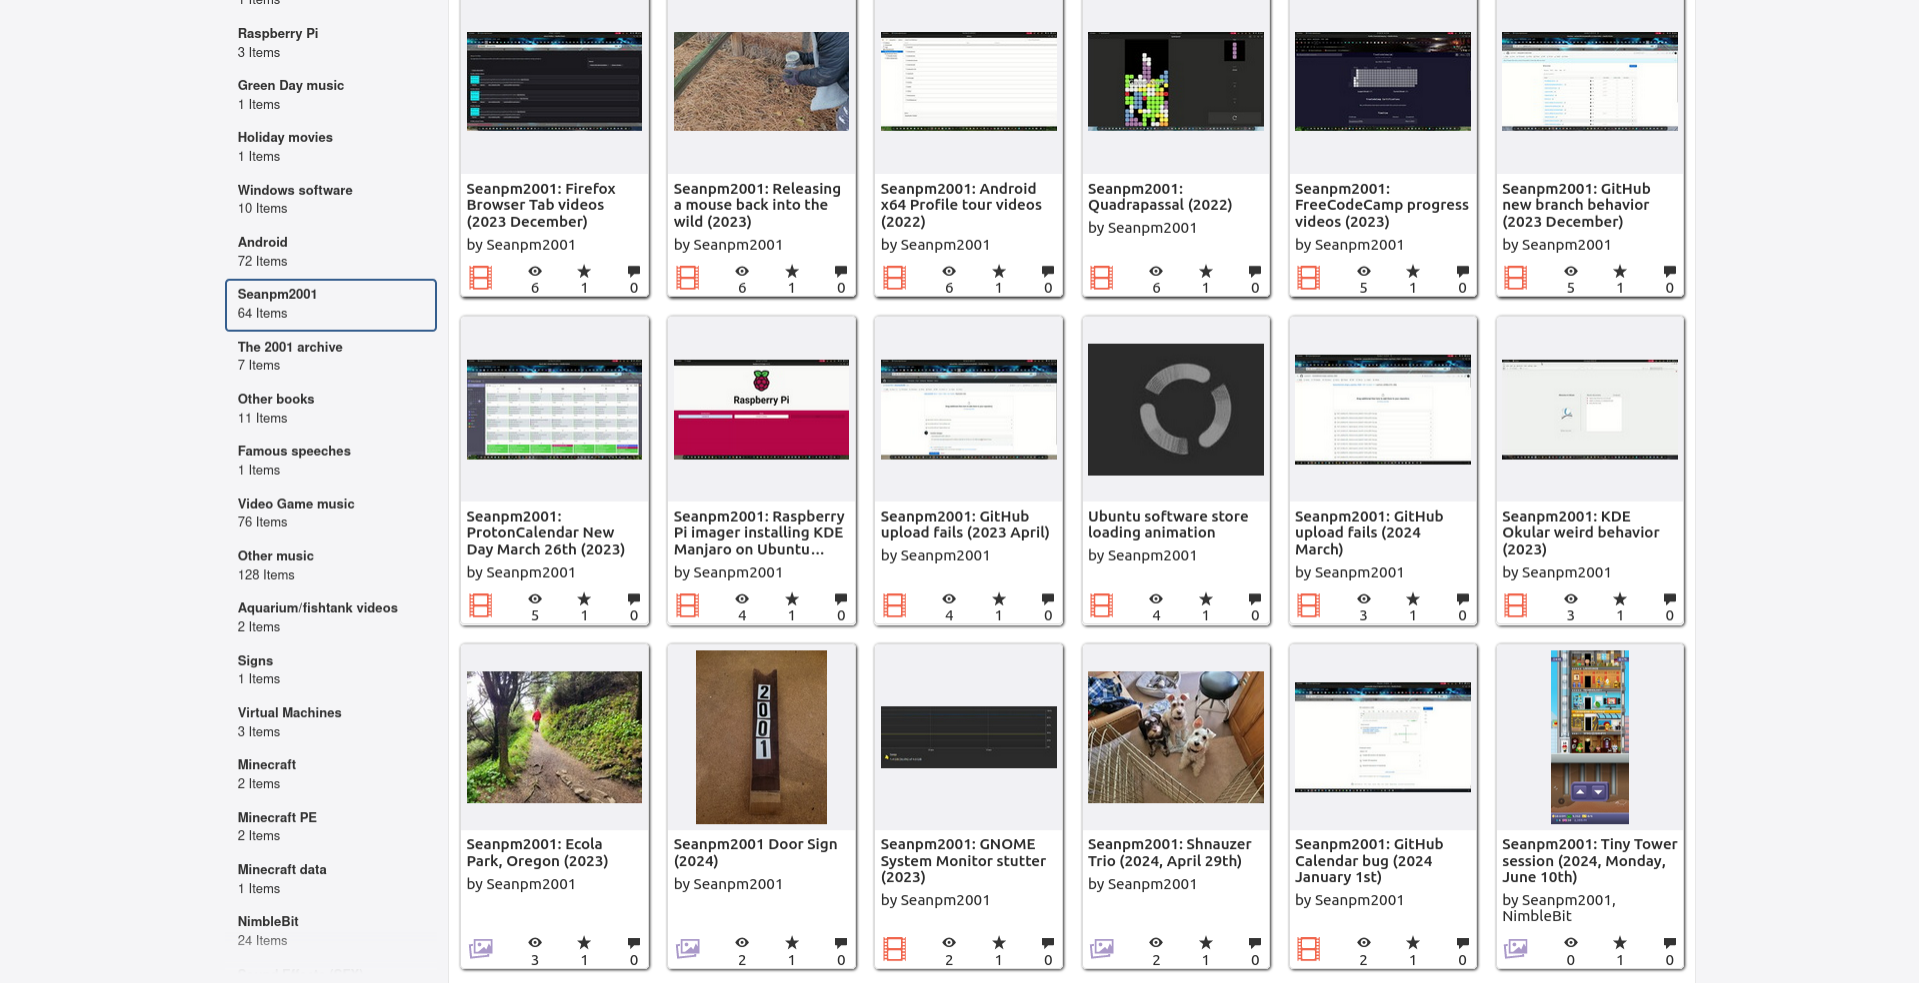 Raspberry Pi
3 Items
Green Day music
1 Items
Holiday movies
1 Items
Windows software
10 Items
Android
72 Items
Seanpm2001
64 Items
The 2001 archive
7 Items
Other books
11 Items
Famous speeches
1 Items
Video Game music
76 Items
Other music
128 Items
Aquarium/fishtank videos
2 Items
Signs
1 Items
Virtual Machines
3 Items
Minecraft
2 Items
Minecraft PE
2 Items
Minecraft data
1 Items
NimbleBit
24 Items
Seanpm2001: Firefox
Browser Tab videos
(2023 December)
by Seanpm2001
6 1 0
Seanpm2001: Releasing
a mouse back into the
wild (2023)
by Seanpm2001
6 1 0
Seanpm2001: Android
x64 Profile tour videos
(2022)
by Seanpm2001
6 1 0
Seanpm2001:
Quadrapassal (2022)
by Seanpm2001
6 1 0
Seanpm2001:
FreeCodeCamp progress
videos (2023)
by Seanpm2001
5 1 0
Seanpm2001: GitHub
new branch behavior
(2023 December)
by Seanpm2001
5 1 0
Seanpm2001:
ProtonCalendar New
Day March 26th (2023)
by Seanpm2001
5 1 0
Raspberry Pi
Seanpm2001: Raspberry
Pi imager installing KDE
Manjaro on Ubuntu...
by Seanpm2001
4 1 0
Seanpm2001: GitHub
upload fails (2023 April)
by Seanpm2001
4 1 0
Ubuntu software store
loading animation
by Seanpm2001
4 1 0
Seanpm2001: GitHub
upload fails (2024
March)
by Seanpm2001
3 1 0
Seanpm2001: KDE
Okular weird behavior
(2023)
by Seanpm2001
3 1 0
Seanpm2001: Ecola
Park, Oregon (2023)
by Seanpm2001
3 1 0
2001
Seanpm2001 Door Sign
(2024)
by Seanpm2001
2 1 0
Seanpm2001: GNOME
System Monitor stutter
(2023)
by Seanpm2001
2 1 0
Seanpm2001: Shnauzer
Trio (2024, April 29th)
by Seanpm2001
2 1 0
Seanpm2001: GitHub
Calendar bug (2024
January 1st)
by Seanpm2001
2 1 0
Seanpm2001: Tiny Tower
session (2024, Monday,
June 10th)
by Seanpm2001,
NimbleBit
0 1 0